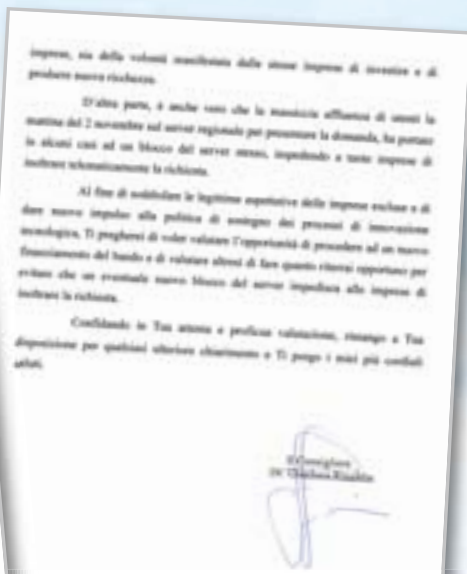 imprese, sia della volontà manifestata dalle stesse imprese di investire e di
produrre nuova ricchezza.
D'altra parte, è anche vero che la massiccia affluenza di utenti la
mattina del 2 novembre sul server regionale per presentare la domanda, ha portato
in alcuni casi ad un blocco del server stesso, impedendo a tante imprese di
inoltrare telematicamente la richiesta.
Al fine di soddisfare le legittime aspettative delle imprese escluse e di
dare nuovo impulso alla politica di sostegno dei processi di innovazione
tecnologica, Ti pregherei di voler valutare l'opportunità di procedere ad un nuovo
finanziamento del bando e di valutare altresì di fare quanto riterrai opportuno per
evitare che un eventuale nuovo blocco del server impedisca alle imprese di
inoltrare la richiesta.
Confidando in Tua attenta e proficua valutazione, rimango a Tua
disposizione per qualsiasi ulteriore chiarimento e Ti porgo i miei più cordiali
saluti.
Il Consigliere